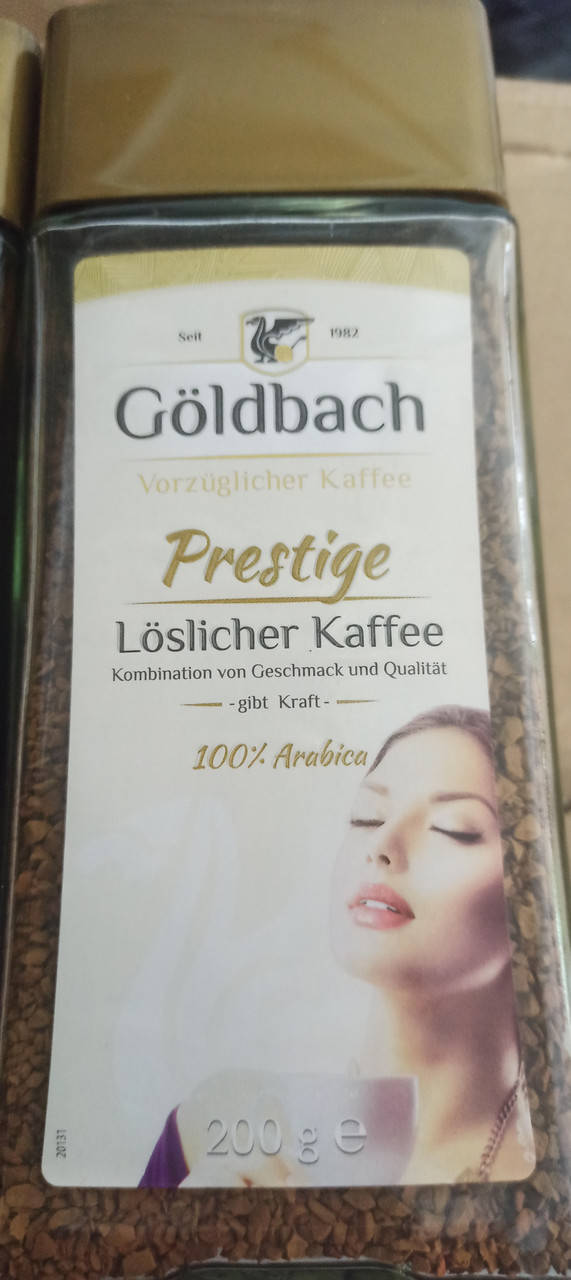 Seit 1982
Göldbach
Vorzüglicher Kaffee
Prestige
Löslicher Kaffee
Kombination von Geschmack und Qualität
- gibt Kraft -
100% Arabica
200 g ℮
20131